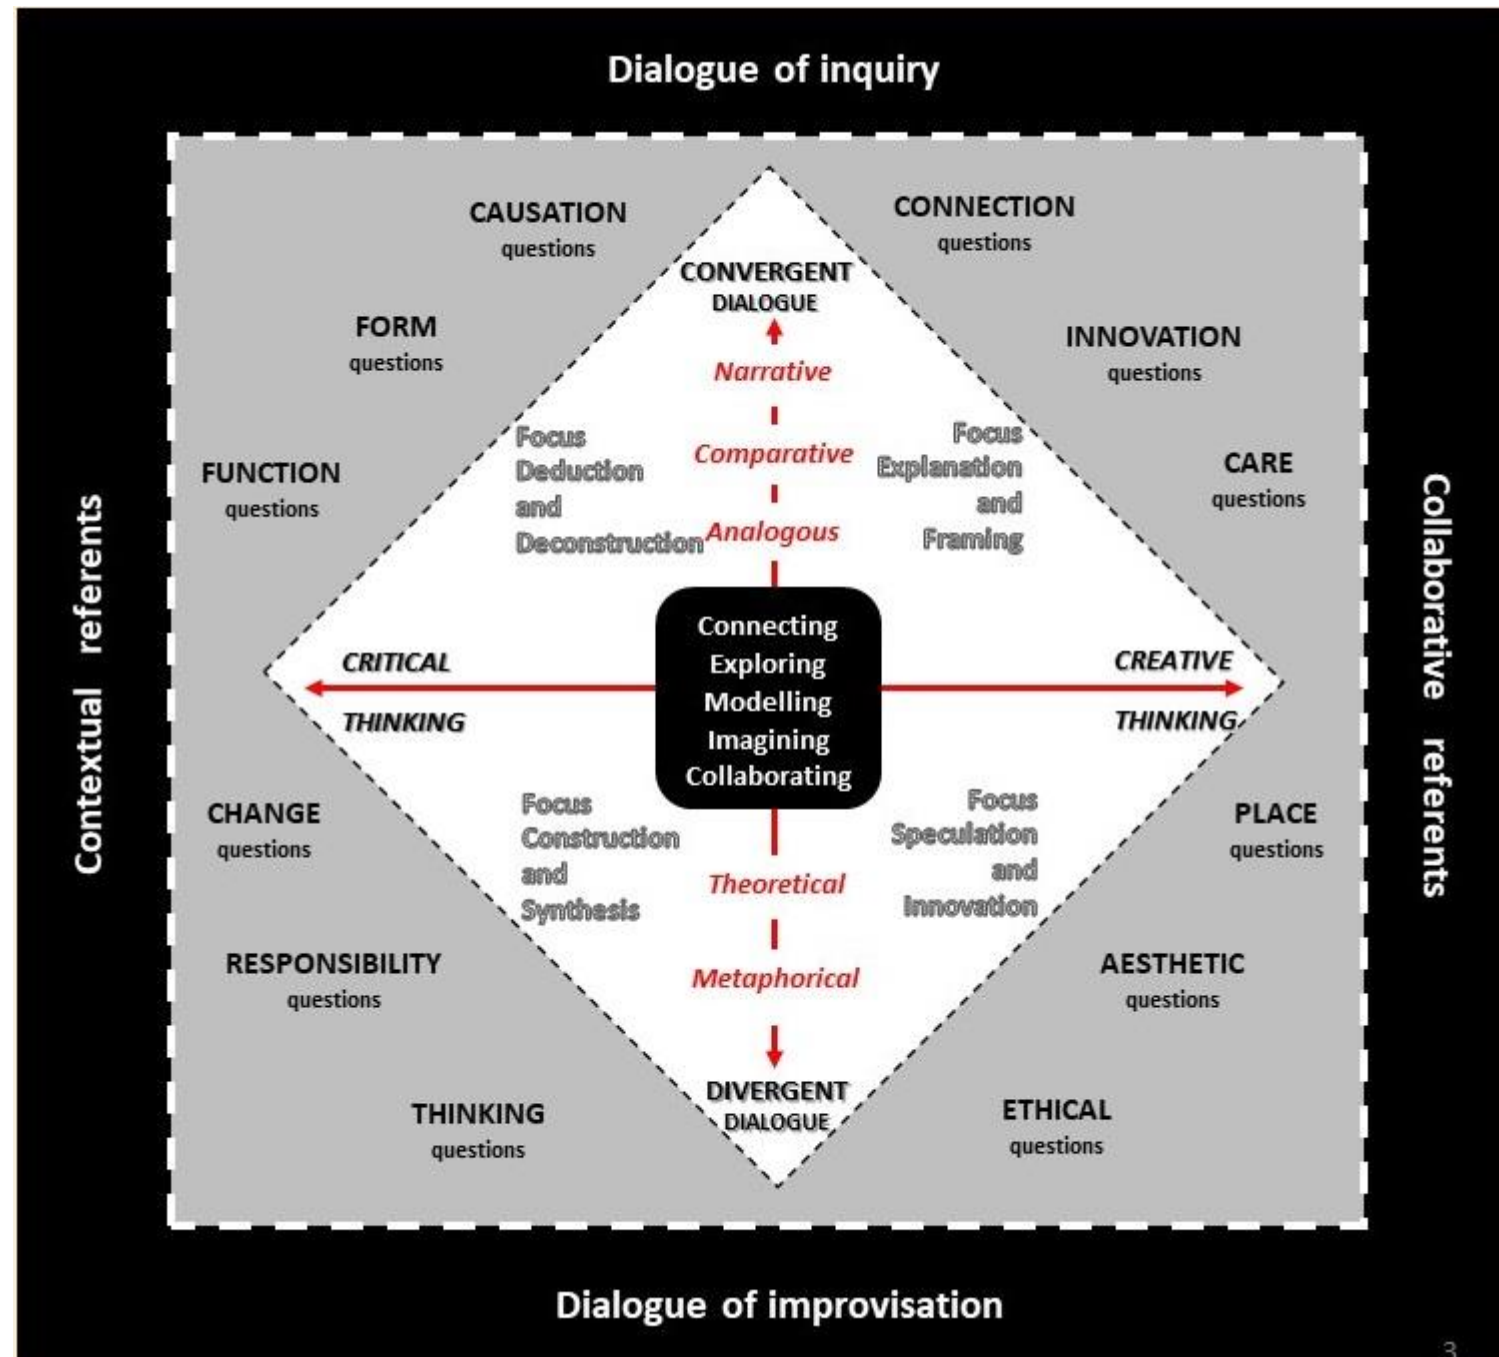 Dialogue of inquiry
CAUSATION
questions
CONNECTION
questions
CONVERGENT
DIALOGUE
FORM
questions
INNOVATION
questions
Narrative
Focus
Deduction
and
Deconstruction
Comparative
Analogous
Focus
Explanation
and
Framing
FUNCTION
questions
CARE
questions
Contextual referents
Collaborative referents
CRITICAL
THINKING
Connecting
Exploring
Modelling
Imagining
Collaborating
CREATIVE
THINKING
CHANGE
questions
Focus
Construction
and
Synthesis
Theoretical
Metaphorical
Focus
Speculation
and
Innovation
PLACE
questions
RESPONSIBILITY
questions
AESTHETIC
questions
DIVERGENT
DIALOGUE
THINKING
questions
ETHICAL
questions
Dialogue of improvisation
3